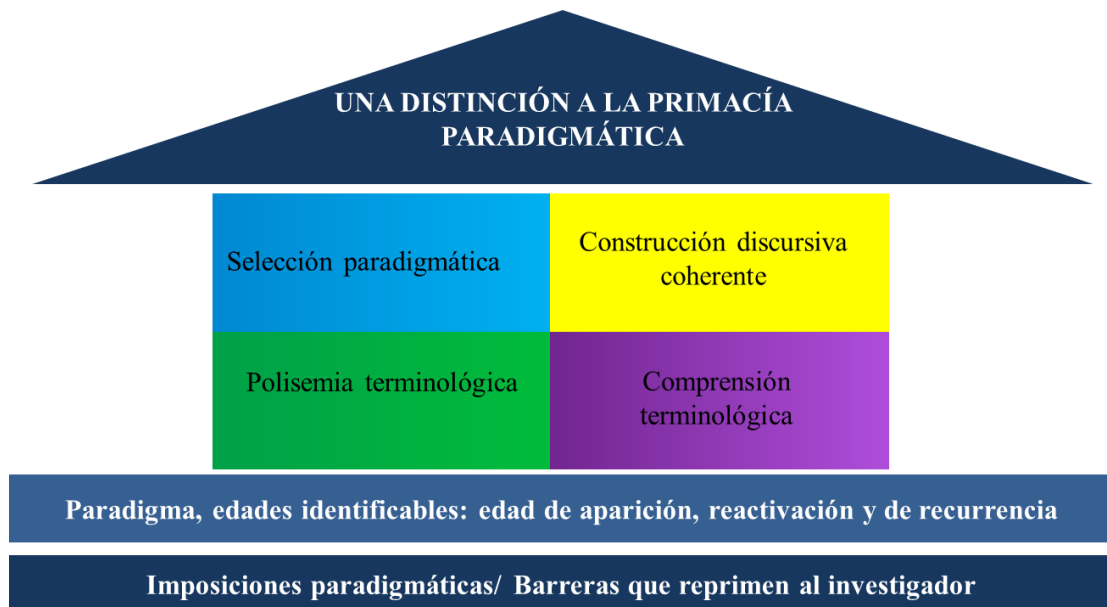 UNA DISTINCIÓN A LA PRIMACÍA
PARADIGMÁTICA
Selección paradigmática
Construcción discursiva
coherente
Polisemia terminológica
Comprensión
terminológica
Paradigma, edades identificables: edad de aparición, reactivación y de recurrencia
Imposiciones paradigmáticas/ Barreras que reprimen al investigador